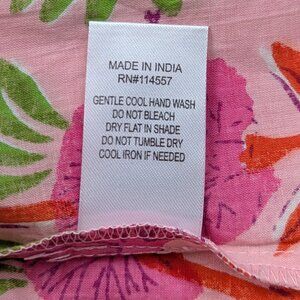 MADE IN INDIA
RN#114557
GENTLE COOL HAND WASH
DO NOT BLEACH
DRY FLAT IN SHADE
DO NOT TUMBLE DRY
COOL IRON IF NEEDED